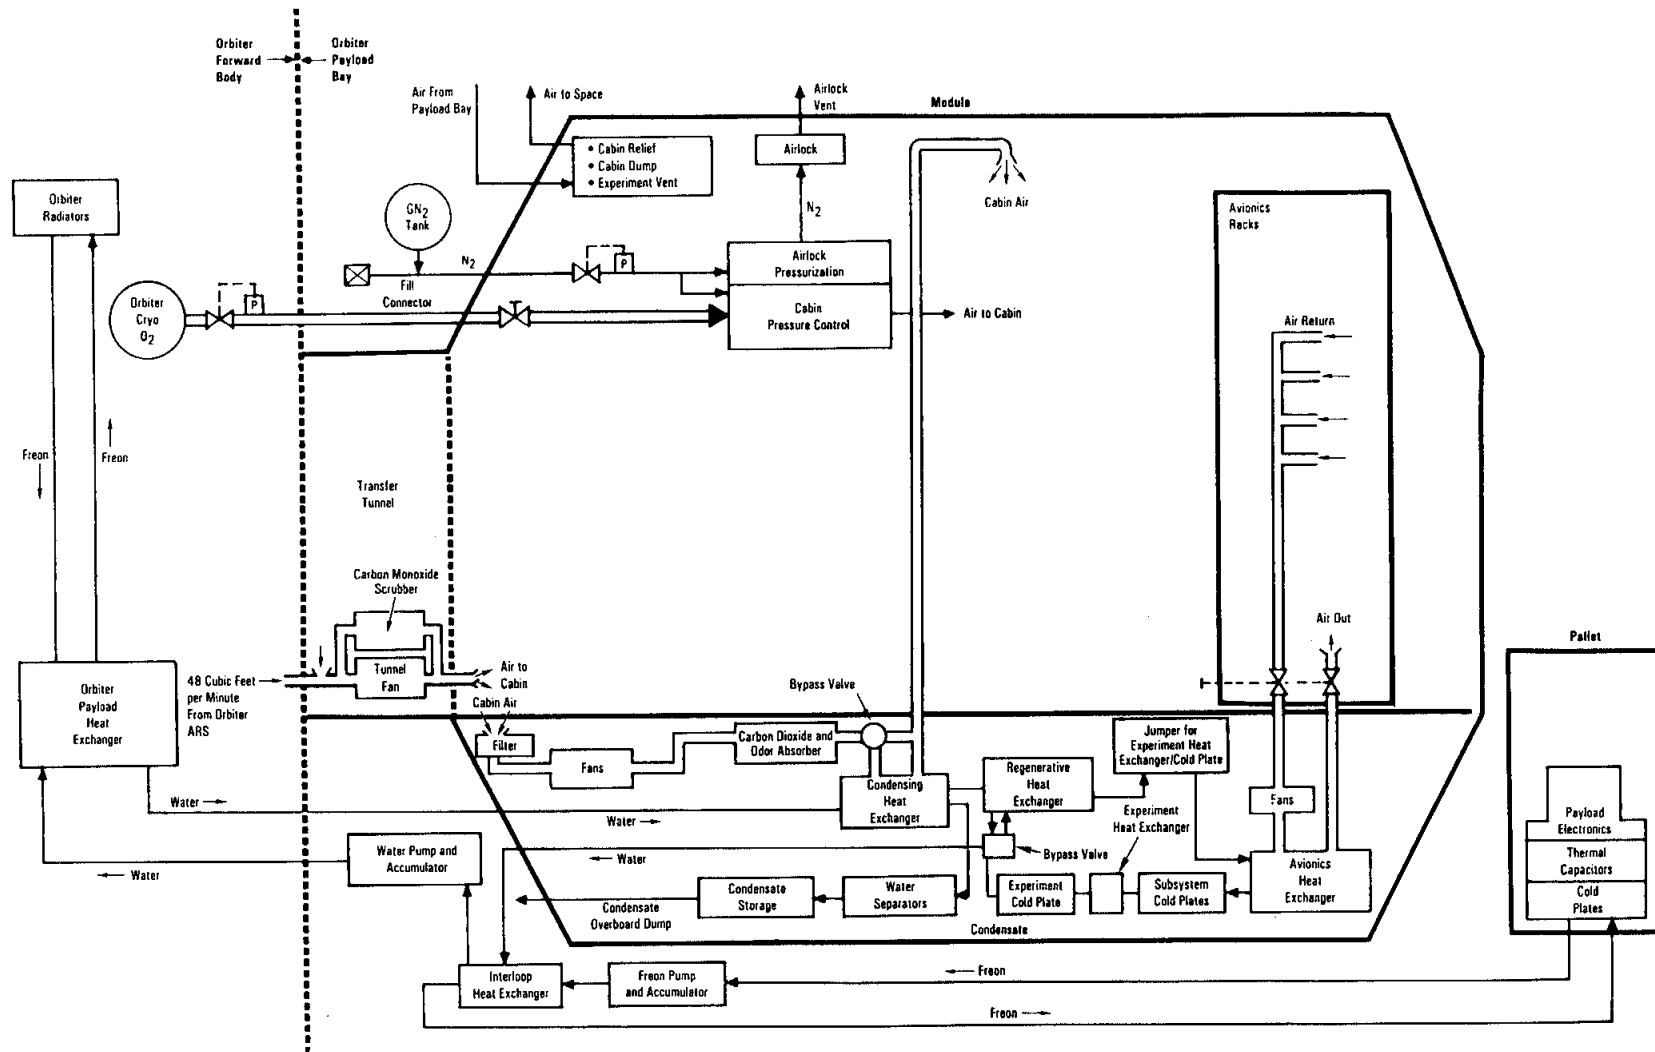 Orbiter
Forward
Body
Orbiter
Payload
Bay
Air From
Payload Bay
Air to Space
Airlock
Vent
Module
• Cabin Relief
• Cabin Dump
• Experiment Vent
Airlock
Cabin Air
Orbiter
Radiators
GN2
Tank
N2
N2
P
Fill
Connector
Airlock
Pressurization
Cabin
Pressure Control
Air to Cabin
Avionics
Racks
Orbiter
Cryo
O2
P
Air Return
Freon
Freon
Transfer
Tunnel
Carbon Monoxide
Scrubber
Tunnel
Fan
Air to
Cabin
48 Cubic Feet
per Minute
From Orbiter
ARS
Orbiter
Payload
Heat
Exchanger
Air Out
Pallet
Cabin Air
Filter
Fans
Carbon Dioxide and
Odor Absorber
Bypass Valve
Condensing
Heat
Exchanger
Regenerative
Heat
Exchanger
Jumper for
Experiment Heat
Exchanger/Cold Plate
Experiment
Heat Exchanger
Fans
Water
Water
Water
Water
Water Pump and
Accumulator
Bypass Valve
Condensate
Storage
Water
Separators
Experiment
Cold Plate
Subsystem
Cold Plates
Avionics
Heat
Exchanger
Payload
Electronics
Thermal
Capacitors
Cold
Plates
Condensate
Overboard Dump
Condensate
Interloop
Heat Exchanger
Freon Pump
and Accumulator
Freon
Freon